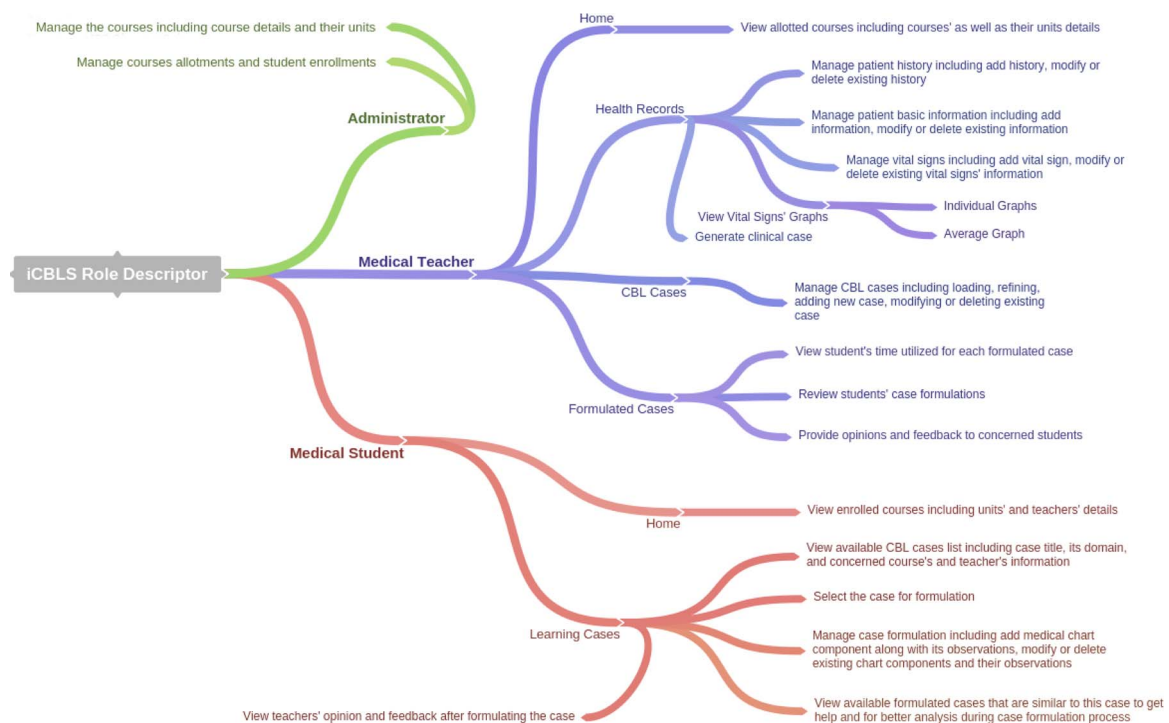 iCBLS Role Descriptor
Administrator
Manage the courses including course details and their units
Manage courses allotments and student enrollments
Medical Teacher
Home
View allotted courses including courses' as well as their units details
Health Records
Manage patient history including add history, modify or
delete existing history
Manage patient basic information including add
information, modify or delete existing information
Manage vital signs including add vital sign, modify or
delete existing vital signs' information
View Vital Signs' Graphs
Individual Graphs
Average Graph
Generate clinical case
CBL Cases
Manage CBL cases including loading, refining,
adding new case, modifying or deleting existing
case
Formulated Cases
View student's time utilized for each formulated case
Review students' case formulations
Provide opinions and feedback to concerned students
Medical Student
Home
View enrolled courses including units' and teachers' details
Learning Cases
View available CBL cases list including case title, its domain,
and concerned course's and teacher's information
Select the case for formulation
Manage case formulation including add medical chart
component along with its observations, modify or delete
existing chart components and their observations
View available formulated cases that are similar to this case to get
help and for better analysis during case formulation process
View teachers' opinion and feedback after formulating the case